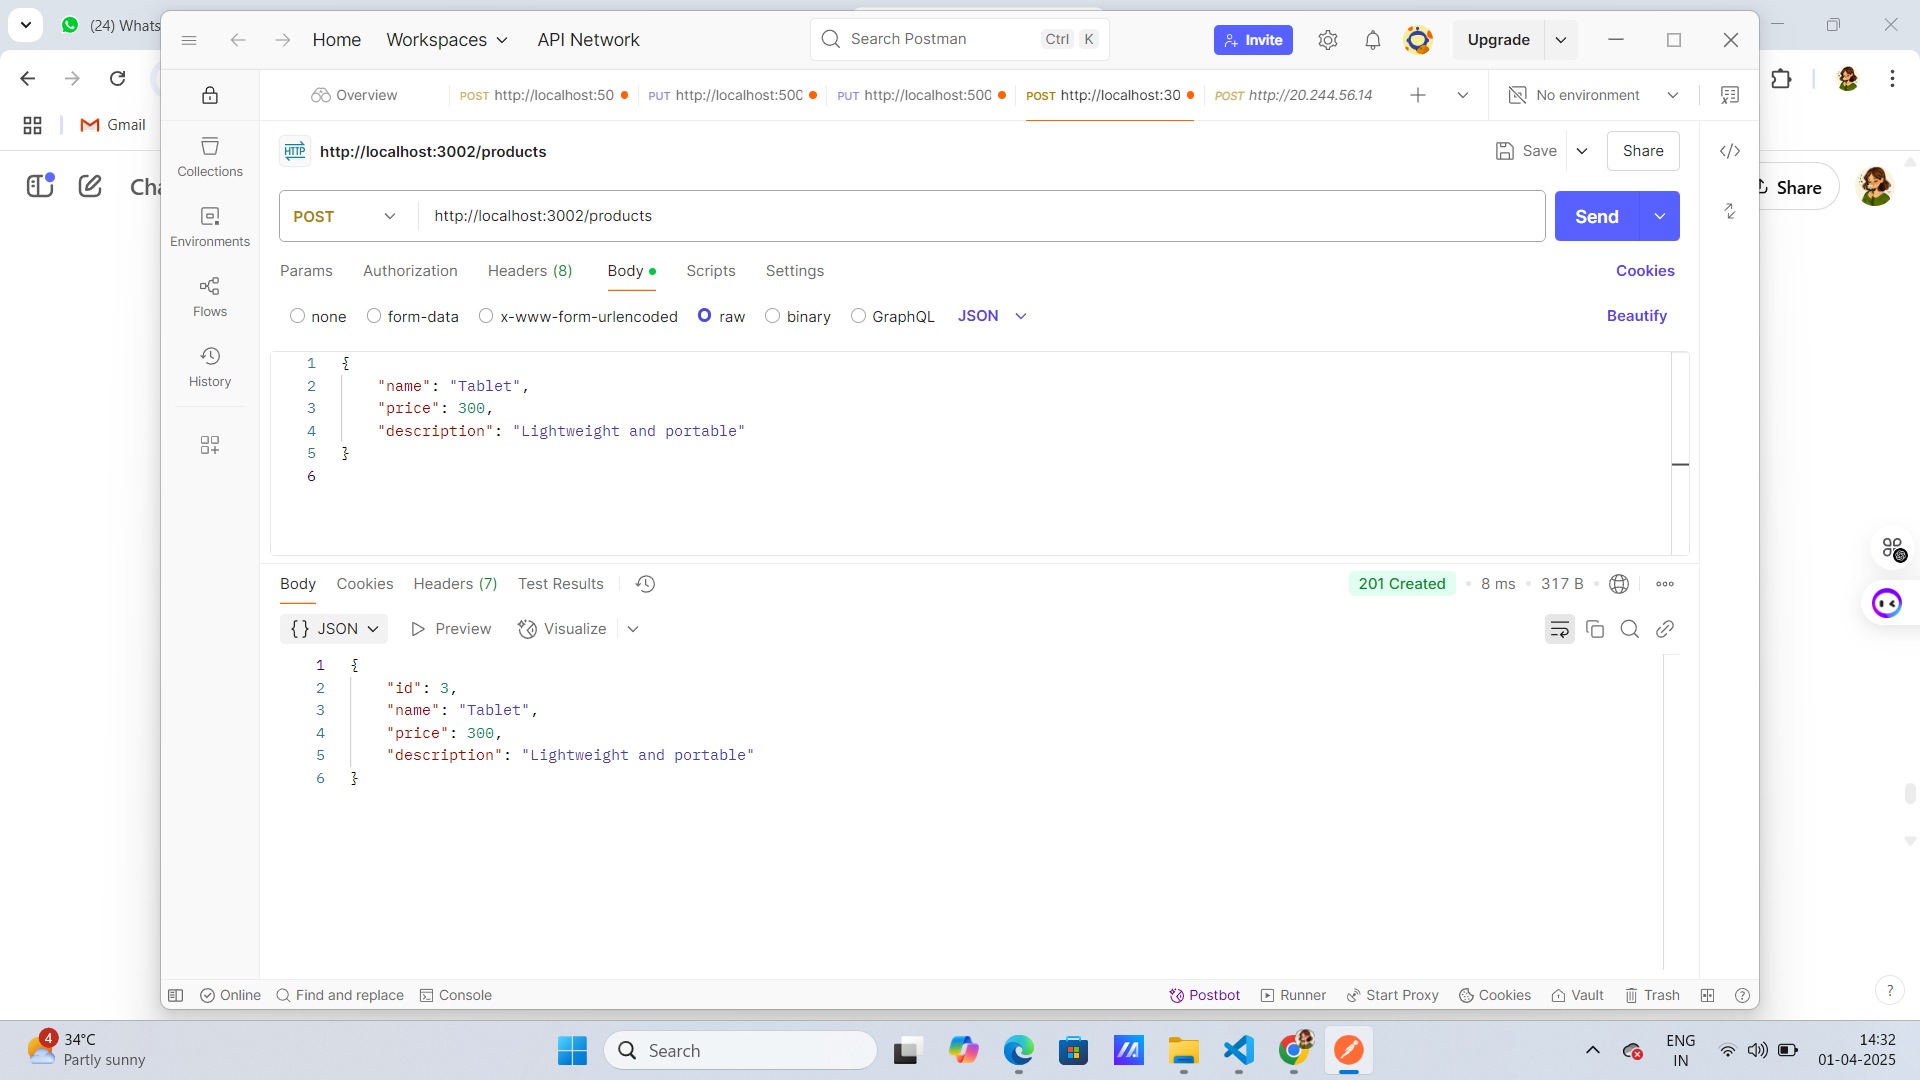 (24) Whats
Home
Workspaces
API Network
Search Postman
Ctrl
K
Invite
Upgrade
Overview
POST http://localhost:50
PUT http://localhost:500
PUT http://localhost:500
POST http://localhost:30
POST http://20.244.56.14
No environment
Gmail
HTTP
http://localhost:3002/products
Save
Share
Collections
Cha
Share
POST
http://localhost:3002/products
Send
Environments
Params
Authorization
Headers (8)
Body
Scripts
Settings
Cookies
Flows
none
form-data
x-www-form-urlencoded
raw
binary
GraphQL
JSON
Beautify
History
1 {
2 "name": "Tablet",
3 "price": 300,
4 "description": "Lightweight and portable"
5 }
6
Body
Cookies
Headers (7)
Test Results
201 Created
8 ms
317 B
{} JSON
Preview
Visualize
1 {
2 "id": 3,
3 "name": "Tablet",
4 "price": 300,
5 "description": "Lightweight and portable"
6 }
Online
Find and replace
Console
Postbot
Runner
Start Proxy
Cookies
Vault
Trash
?
4
34°C
Partly sunny
Search
ENG
IN
14:32
01-04-2025